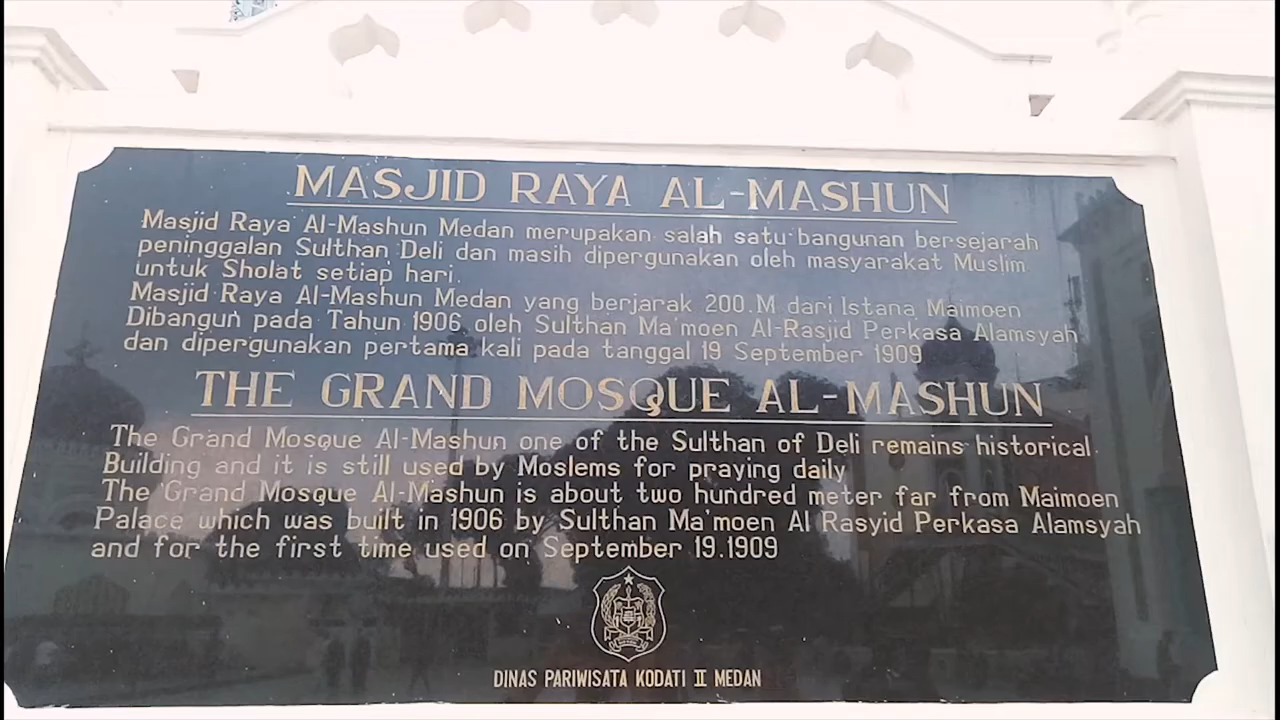 MASJID RAYA AL-MASHUN
Masjid Raya Al-Mashun Medan merupakan salah satu bangunan bersejarah
peninggalan Sulthan Deli dan masih dipergunakan oleh masyarakat Muslim
untuk Sholat setiap hari.
Masjid Raya Al-Mashun Medan yang berjarak 200.M dari Istana Maimoen
Dibangun pada Tahun 1906 oleh Sulthan Ma'moen Al-Rasjid Perkasa Alamsyah
dan dipergunakan pertama kali pada tanggal 19 September 1909
THE GRAND MOSQUE AL-MASHUN
The Grand Mosque Al-Mashun one of the Sulthan of Deli remains historical
Building and it is still used by Moslems for praying daily
The Grand Mosque Al-Mashun is about two hundred meter far from Maimoen
Palace which was built in 1906 by Sulthan Ma'moen Al Rasyid Perkasa Alamsyah
and for the first time used on September 19.1909
DINAS PARIWISATA KODATI II MEDAN